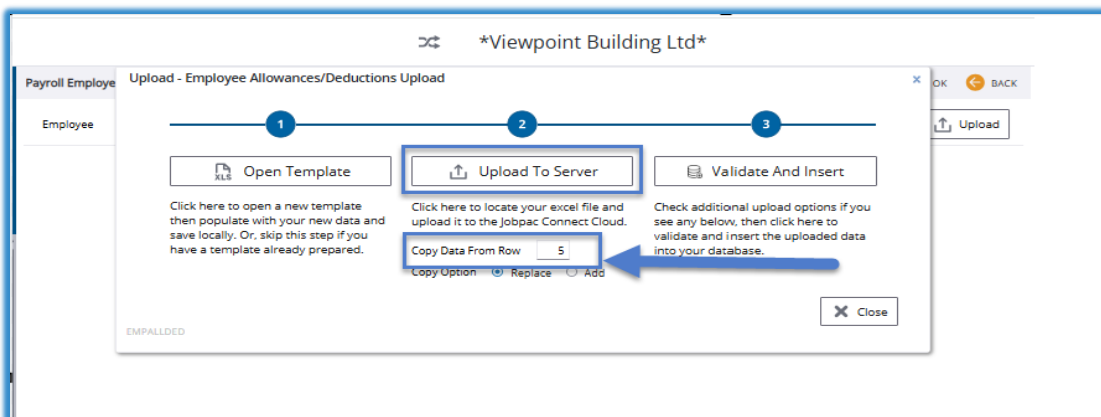 *Viewpoint Building Ltd*
Payroll Employe
Upload - Employee Allowances/Deductions Upload
×
OK
BACK
Employee
1
2
3
Upload
XLS
Open Template
Upload To Server
Validate And Insert
Click here to open a new template
then populate with your new data and
save locally. Or, skip this step if you
have a template already prepared.
Click here to locate your excel file and
upload it to the Jobpac Connect Cloud.
Copy Data From Row 5
Copy Option Replace Add
Check additional upload options if you
see any below, then click here to
validate and insert the uploaded data
into your database.
Close
EMPALLDED